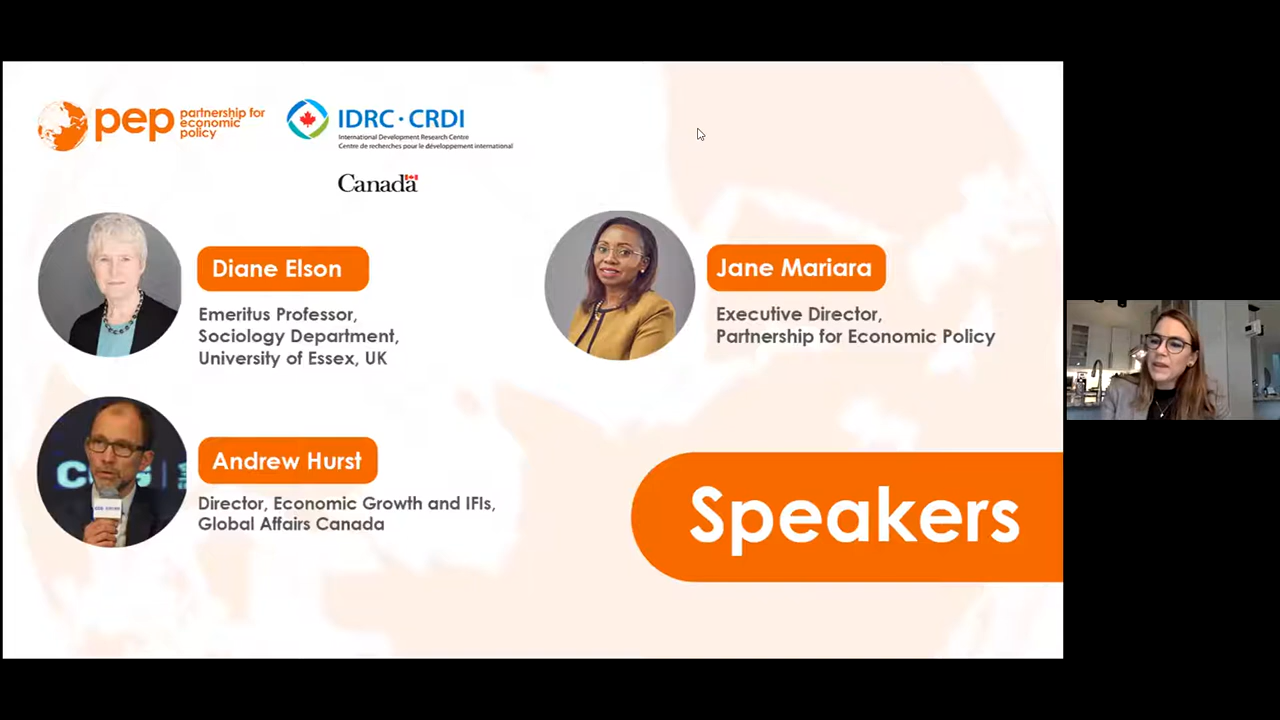 pep partnership for
economic
policy
IDRC · CRDI
International Development Research Centre
Centre de recherches pour le développement international
Canada
Diane Elson
Emeritus Professor,
Sociology Department,
University of Essex, UK
Jane Mariara
Executive Director,
Partnership for Economic Policy
Andrew Hurst
Director, Economic Growth and IFIs,
Global Affairs Canada
Speakers